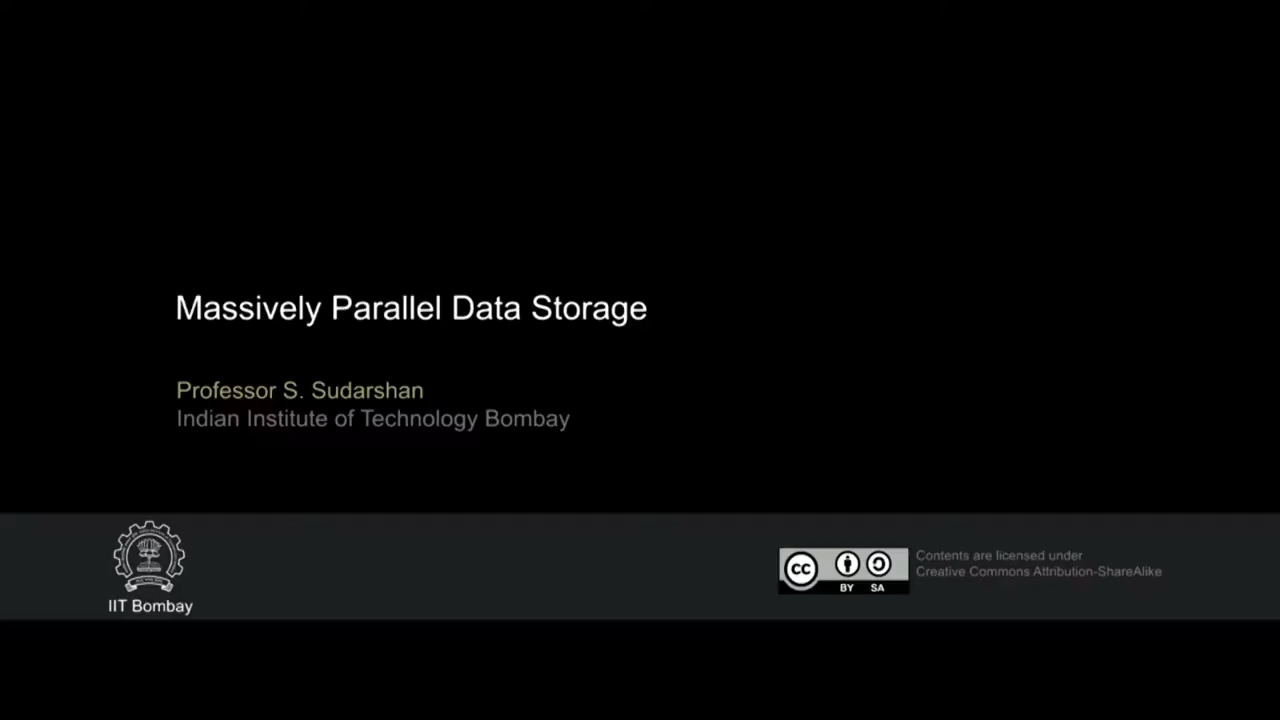 Massively Parallel Data Storage
Professor S. Sudarshan
Indian Institute of Technology Bombay
IIT Bombay
cc
BY SA
Contents are licensed under
Creative Commons Attribution-ShareAlike